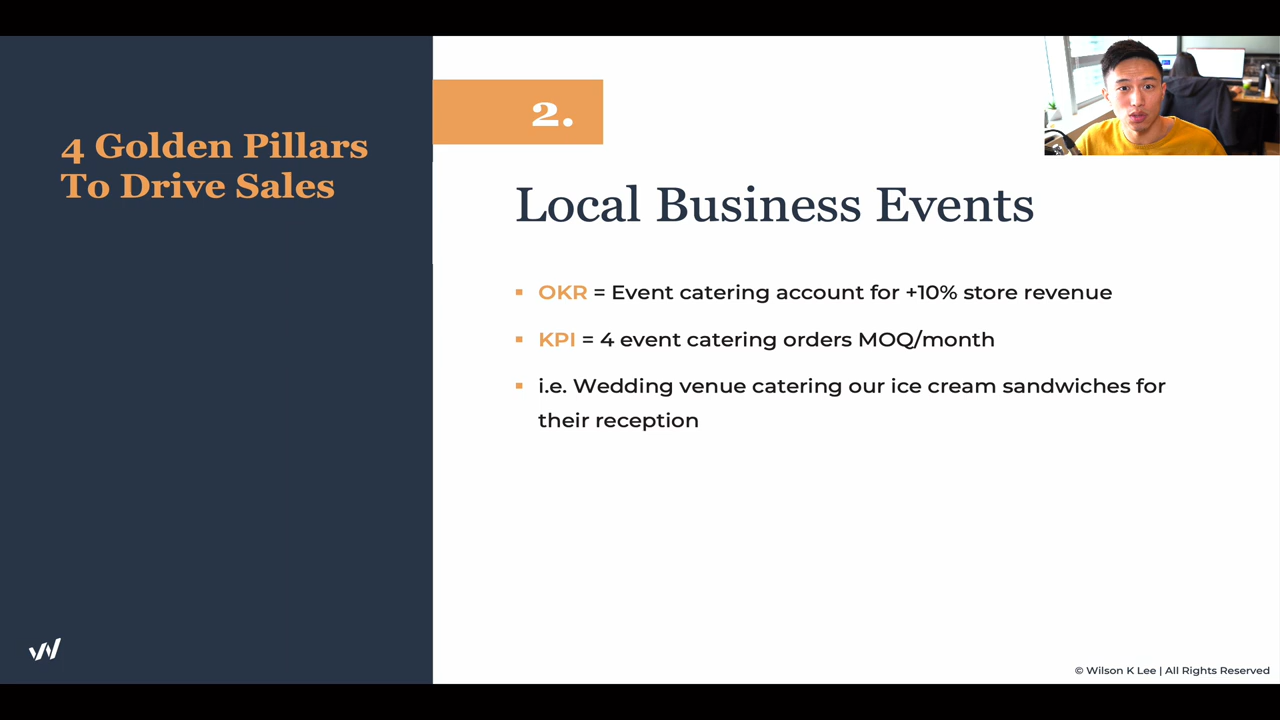 4 Golden Pillars
To Drive Sales
2.
Local Business Events
OKR = Event catering account for +10% store revenue
KPI = 4 event catering orders MOQ/month
i.e. Wedding venue catering our ice cream sandwiches for
their reception
© Wilson K Lee | All Rights Reserved